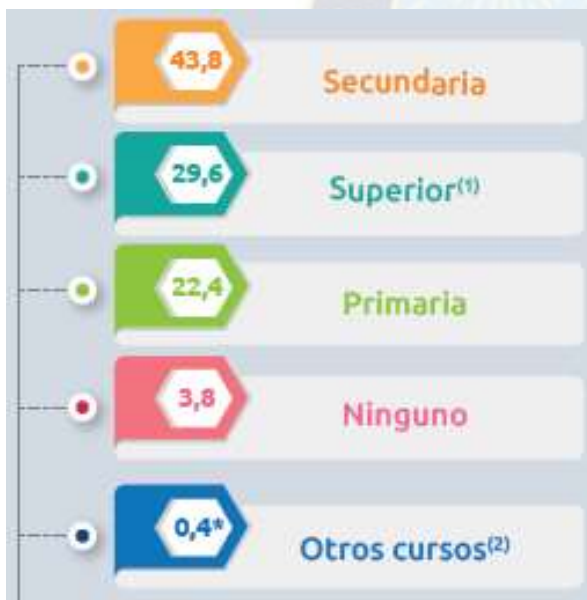 43,8 Secundaria
29,6 Superior(1)
22,4 Primaria
3,8 Ninguno
0,4* Otros cursos(2)